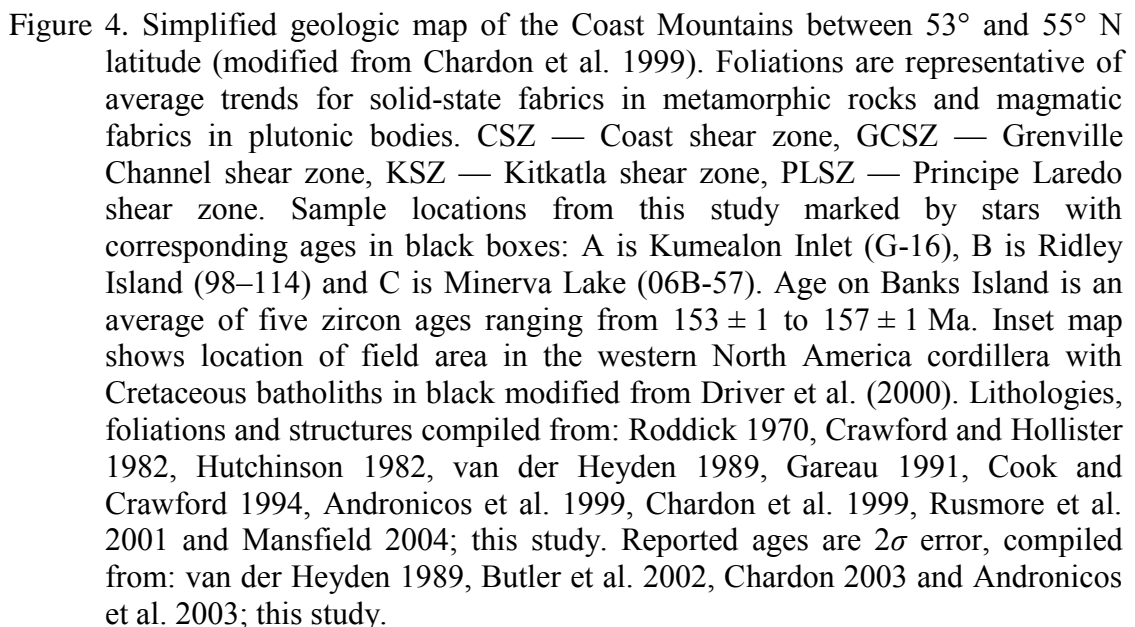 Figure 4. Simplified geologic map of the Coast Mountains between 53° and 55° N
latitude (modified from Chardon et al. 1999). Foliations are representative of
average trends for solid-state fabrics in metamorphic rocks and magmatic
fabrics in plutonic bodies. CSZ — Coast shear zone, GCSZ — Grenville
Channel shear zone, KSZ — Kitkatla shear zone, PLSZ — Principe Laredo
shear zone. Sample locations from this study marked by stars with
corresponding ages in black boxes: A is Kumealon Inlet (G-16), B is Ridley
Island (98–114) and C is Minerva Lake (06B-57). Age on Banks Island is an
average of five zircon ages ranging from 153 ± 1 to 157 ± 1 Ma. Inset map
shows location of field area in the western North America cordillera with
Cretaceous batholiths in black modified from Driver et al. (2000). Lithologies,
foliations and structures compiled from: Roddick 1970, Crawford and Hollister
1982, Hutchinson 1982, van der Heyden 1989, Gareau 1991, Cook and
Crawford 1994, Andronicos et al. 1999, Chardon et al. 1999, Rusmore et al.
2001 and Mansfield 2004; this study. Reported ages are 2σ error, compiled
from: van der Heyden 1989, Butler et al. 2002, Chardon 2003 and Andronicos
et al. 2003; this study.